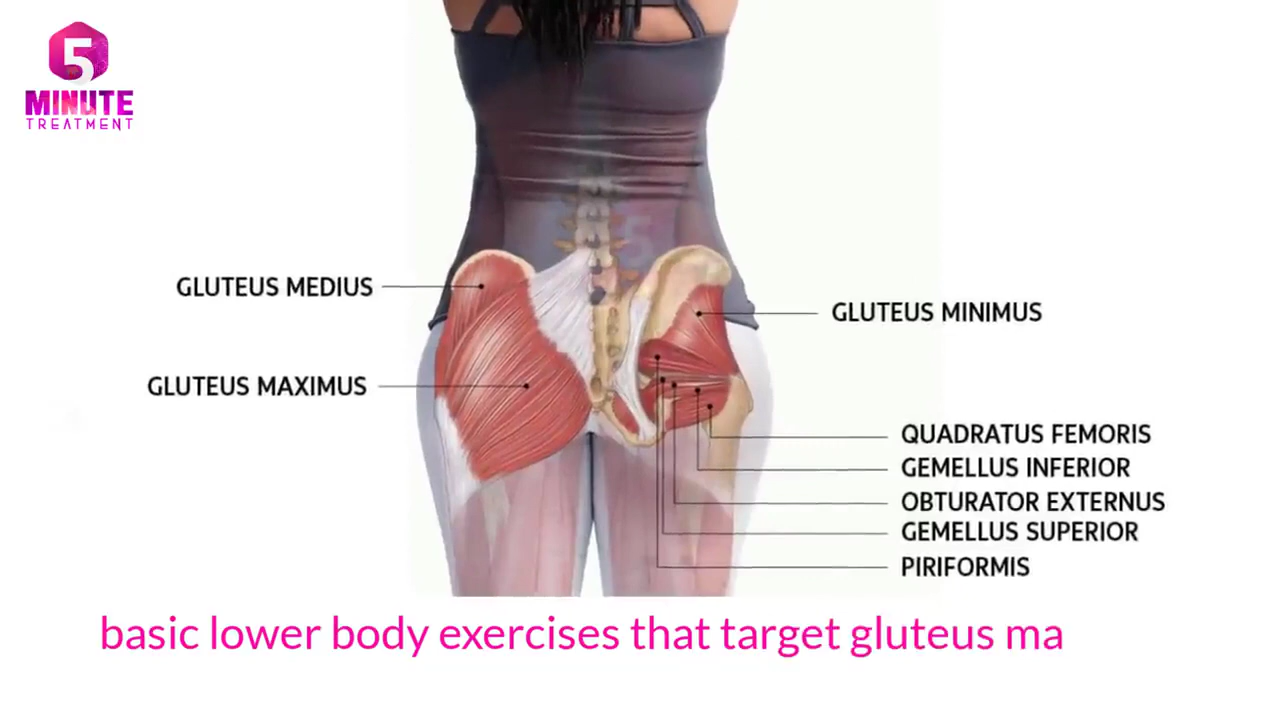 5
MINUTE
TREATMENT
5
GLUTEUS MEDIUS
GLUTEUS MINIMUS
GLUTEUS MAXIMUS
QUADRATUS FEMORIS
GEMELLUS INFERIOR
OBTURATOR EXTERNUS
GEMELLUS SUPERIOR
PIRIFORMIS
basic lower body exercises that target gluteus ma